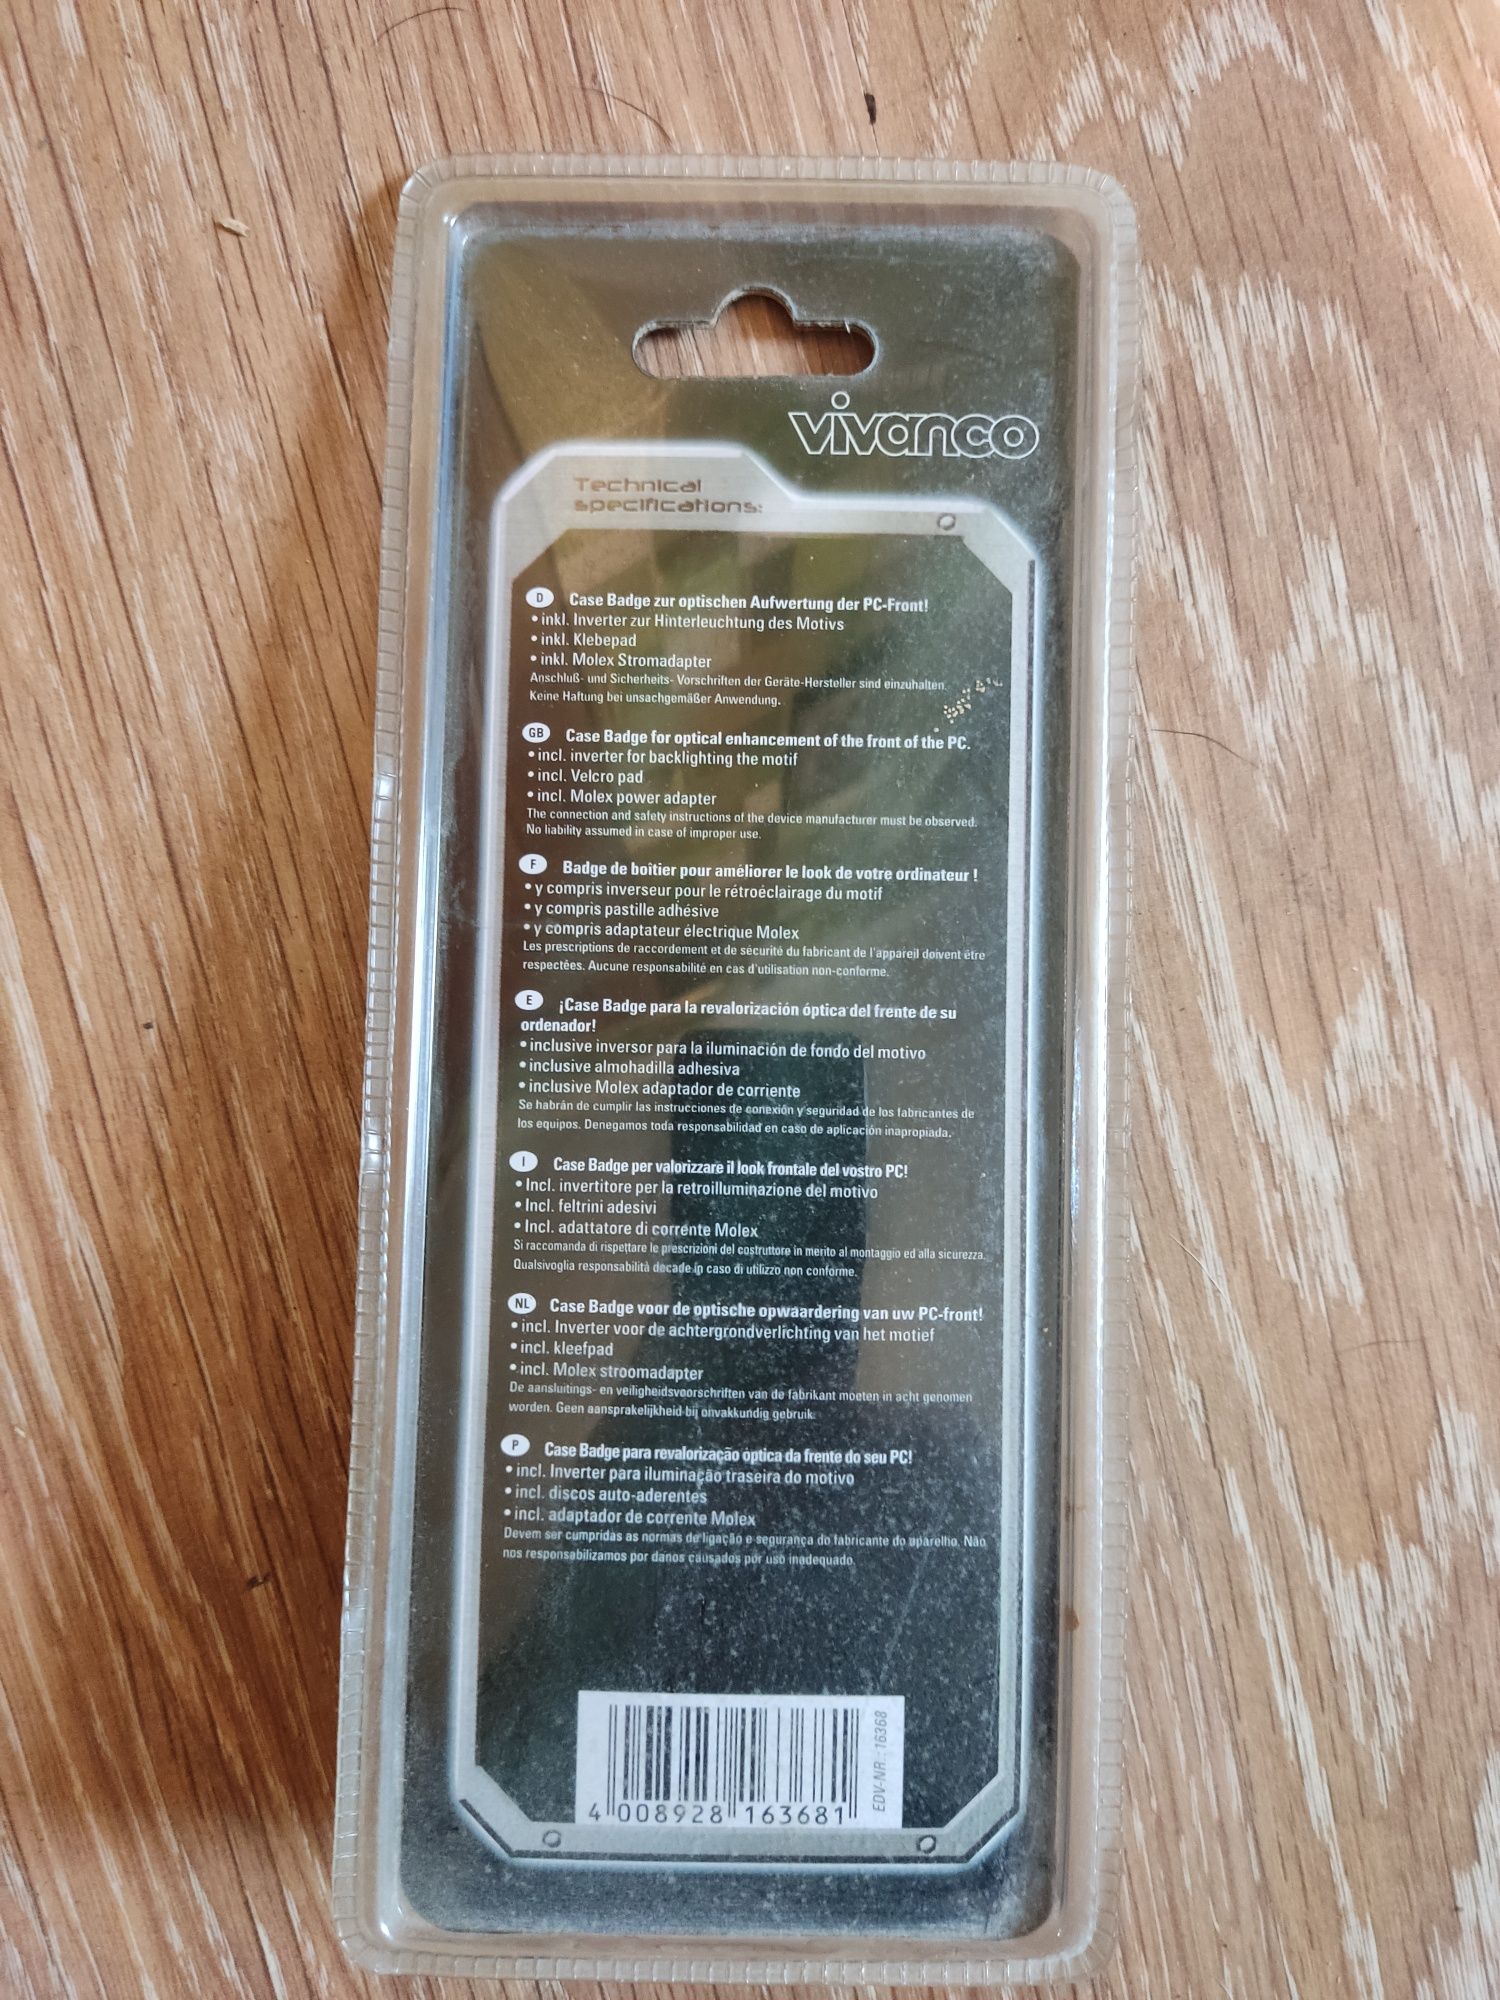 vivanco
Technical
specifications:
D Case Badge zur optischen Aufwertung der PC-Front!
• inkl. Inverter zur Hinterleuchtung des Motivs
• inkl. Klebepad
• inkl. Molex Stromadapter
Anschluß- und Sicherheits- Vorschriften der Geräte-Hersteller sind einzuhalten.
Keine Haftung bei unsachgemäßer Anwendung.
GB Case Badge for optical enhancement of the front of the PC.
• incl. inverter for backlighting the motif
• incl. Velcro pad
• incl. Molex power adapter
The connection and safety instructions of the device manufacturer must be observed.
No liability assumed in case of improper use.
F Badge de boîtier pour améliorer le look de votre ordinateur !
• y compris inverseur pour le rétroéclairage du motif
• y compris pastille adhésive
• y compris adaptateur électrique Molex
Les prescriptions de raccordement et de sécurité du fabricant de l'appareil doivent être
respectées. Aucune responsabilité en cas d'utilisation non-conforme.
E ¡Case Badge para la revalorización óptica del frente de su
ordenador!
• inclusive inversor para la iluminación de fondo del motivo
• inclusive almohadilla adhesiva
• inclusive Molex adaptador de corriente
Se habrán de cumplir las instrucciones de conexión y seguridad de los fabricantes de
los equipos. Denegamos toda responsabilidad en caso de aplicación inapropiada.
I Case Badge per valorizzare il look frontale del vostro PC!
• Incl. invertitore per la retroilluminazione del motivo
• Incl. feltrini adesivi
• Incl. adattatore di corrente Molex
Si raccomanda di rispettare le prescrizioni del costruttore in merito al montaggio ed alla sicurezza.
Qualsivoglia responsabilità decade in caso di utilizzo non conforme.
NL Case Badge voor de optische opwaardering van uw PC-front!
• incl. Inverter voor de achtergrondverlichting van het motief
• incl. kleefpad
• incl. Molex stroomadapter
De aansluitings- en veiligheidsvoorschriften van de fabrikant moeten in acht genomen
worden. Geen aansprakelijkheid bij onvakkundig gebruik.
P Case Badge para revalorização óptica da frente do seu PC!
• incl. Inverter para iluminação traseira do motivo
• incl. discos auto-aderentes
• incl. adaptador de corrente Molex
Devem ser cumpridas as normas de ligação e segurança do fabricante do aparelho. Não
nos responsabilizamos por danos causados por uso inadequado.
4 008928 163681
EDV-NR.: 16368